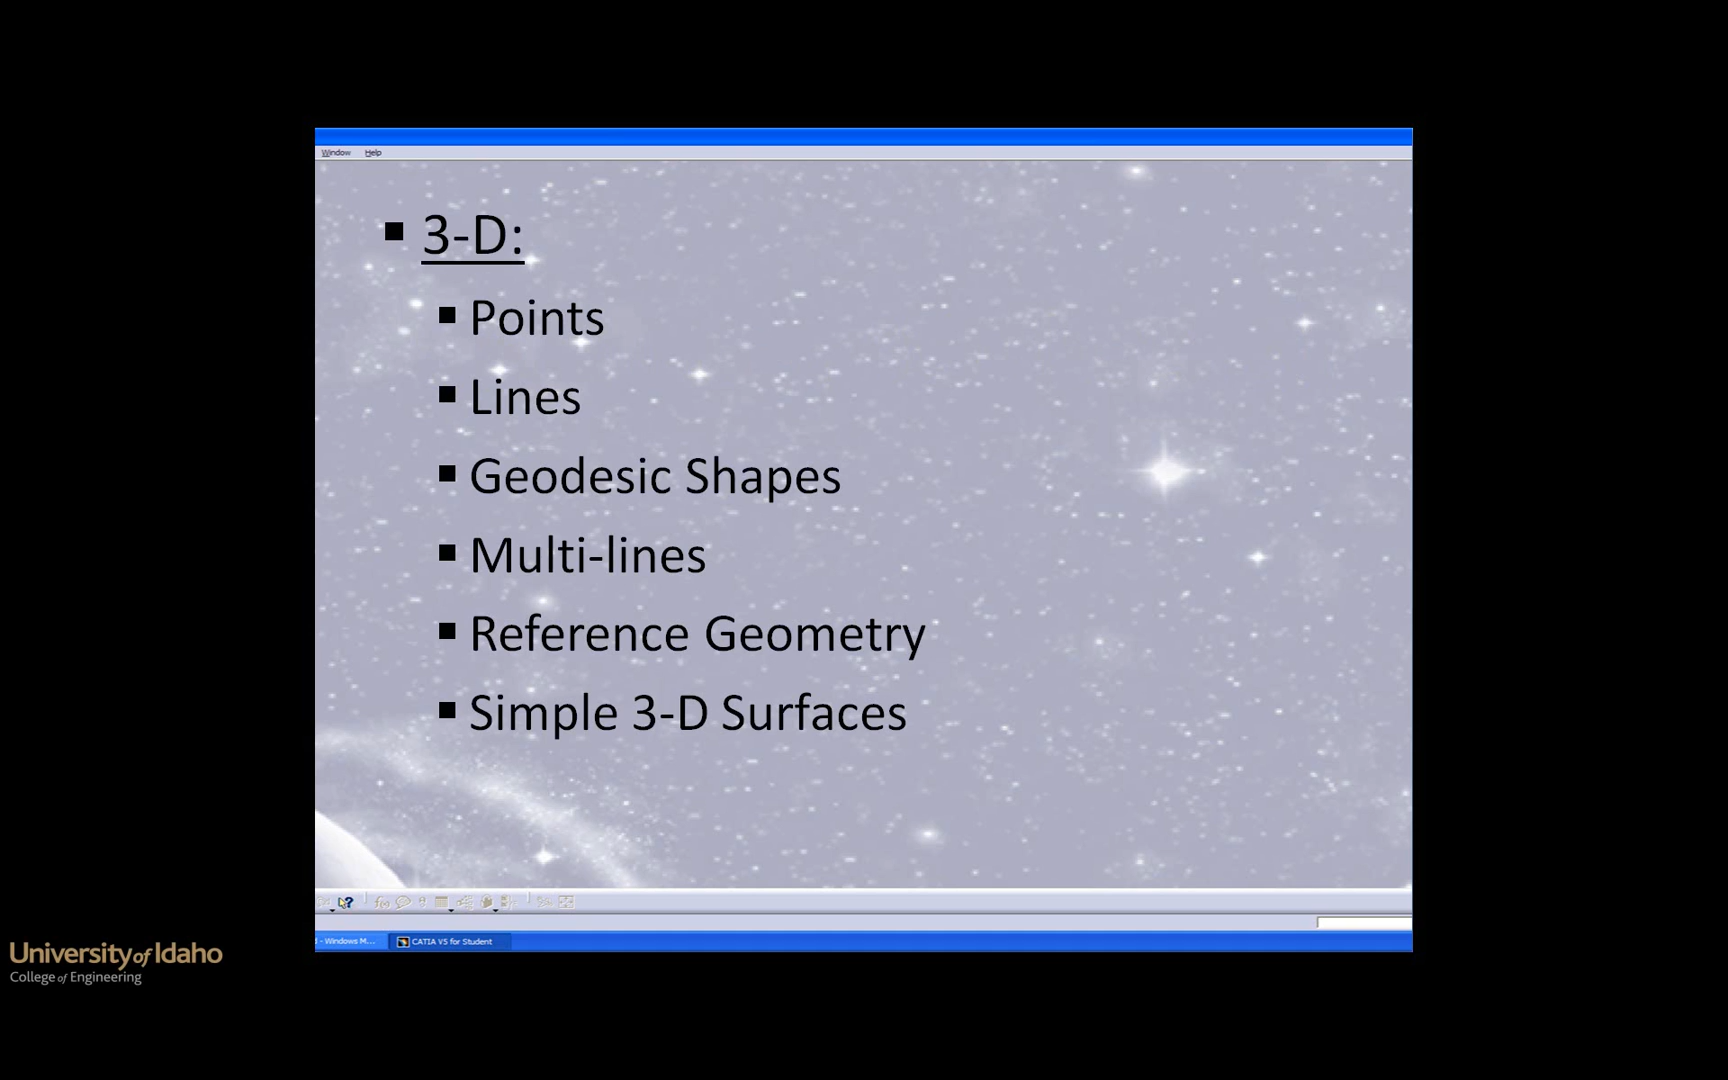 Window Help
3-D:
Points
Lines
Geodesic Shapes
Multi-lines
Reference Geometry
Simple 3-D Surfaces
- Windows M...
CATIA V5 for Student
University of Idaho
College of Engineering